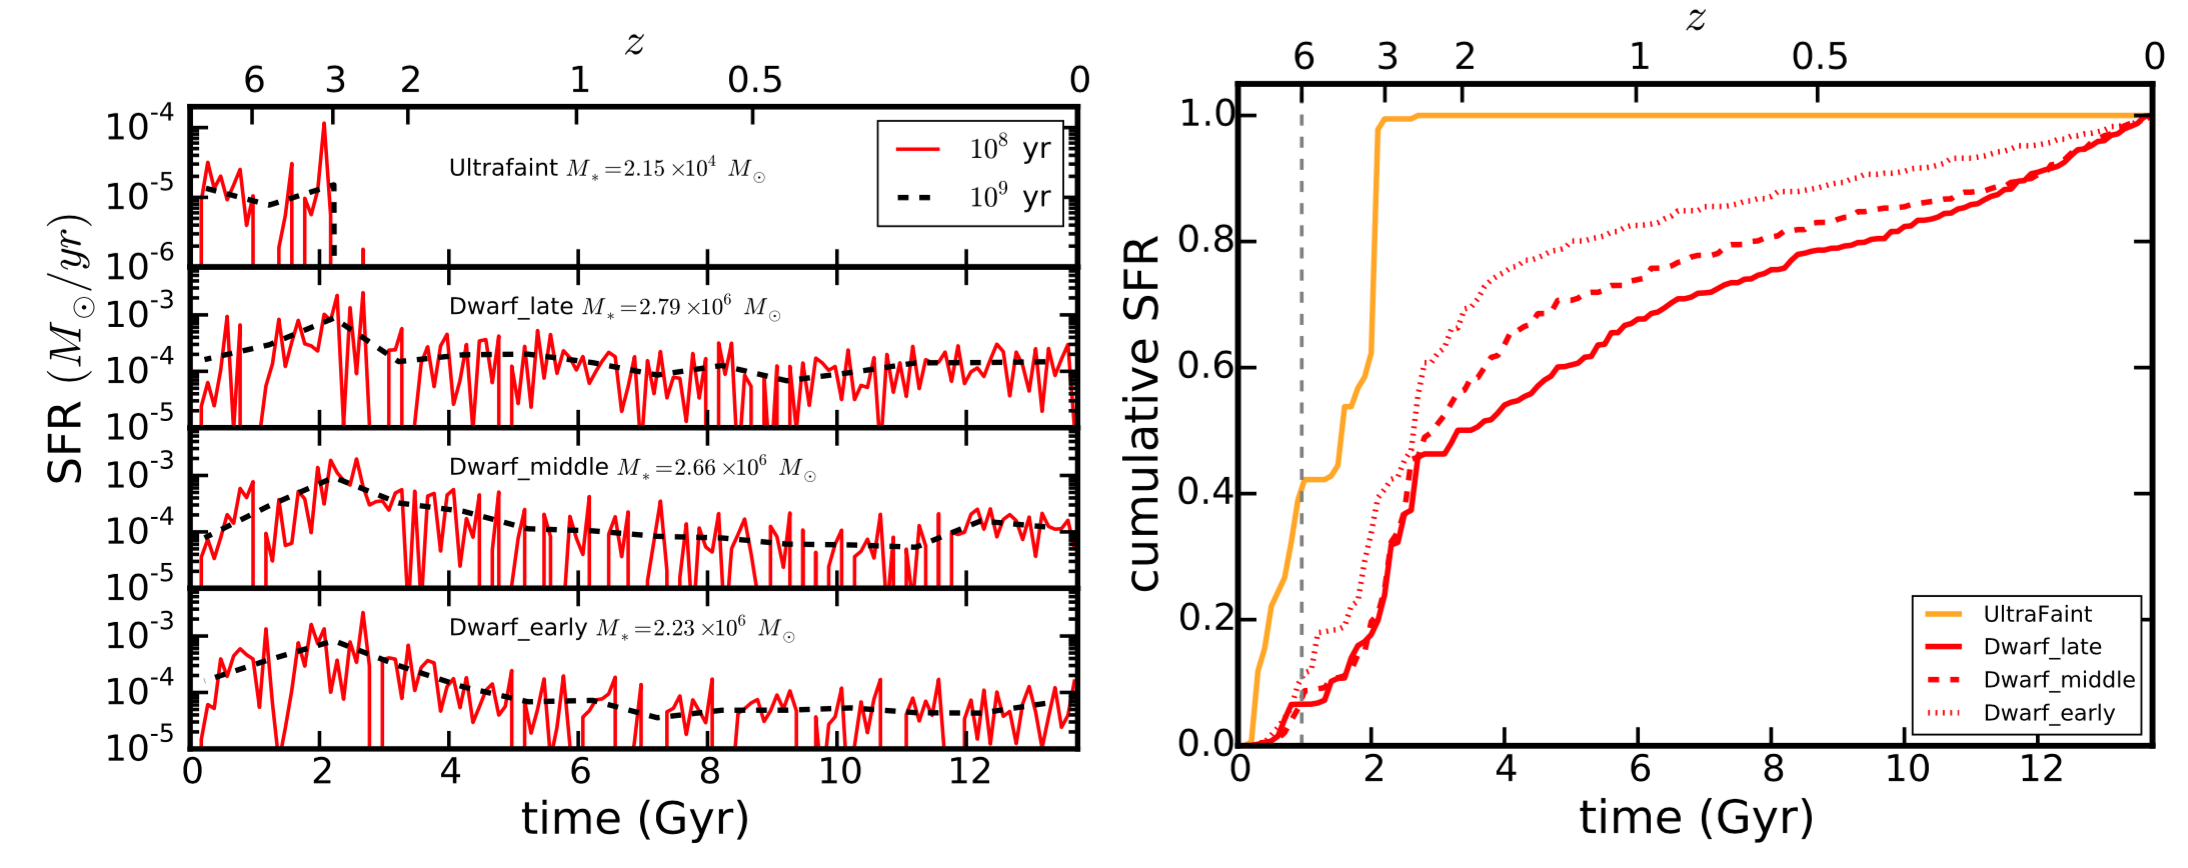 z
6 3 2 1 0.5 0
10^-4
10^-5
10^-6
Ultrafaint M_* = 2.15 ×10^4 M_⊙
10^8 yr
10^9 yr
SFR (M_⊙/yr)
10^-3
10^-4
10^-5
Dwarf_late M_* = 2.79 ×10^6 M_⊙
10^-3
10^-4
10^-5
Dwarf_middle M_* = 2.66 ×10^6 M_⊙
10^-3
10^-4
10^-5
Dwarf_early M_* = 2.23 ×10^6 M_⊙
0 2 4 6 8 10 12
time (Gyr)
z
6 3 2 1 0.5 0
cumulative SFR
1.0
0.8
0.6
0.4
0.2
0.0
UltraFaint
Dwarf_late
Dwarf_middle
Dwarf_early
0 2 4 6 8 10 12
time (Gyr)